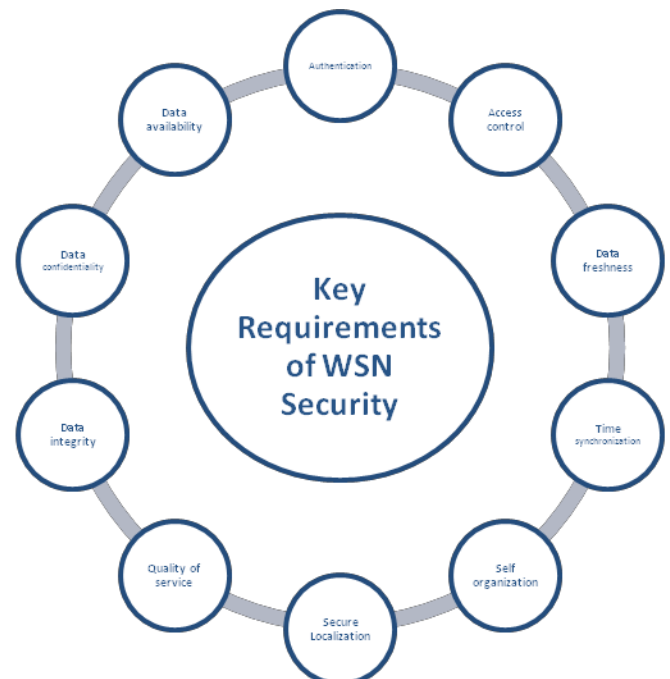 Authentication
Access
control
Data
freshness
Time
synchronization
Self
organization
Secure
Localization
Quality of
service
Data
integrity
Data
confidentiality
Data
availability
Key
Requirements
of WSN
Security